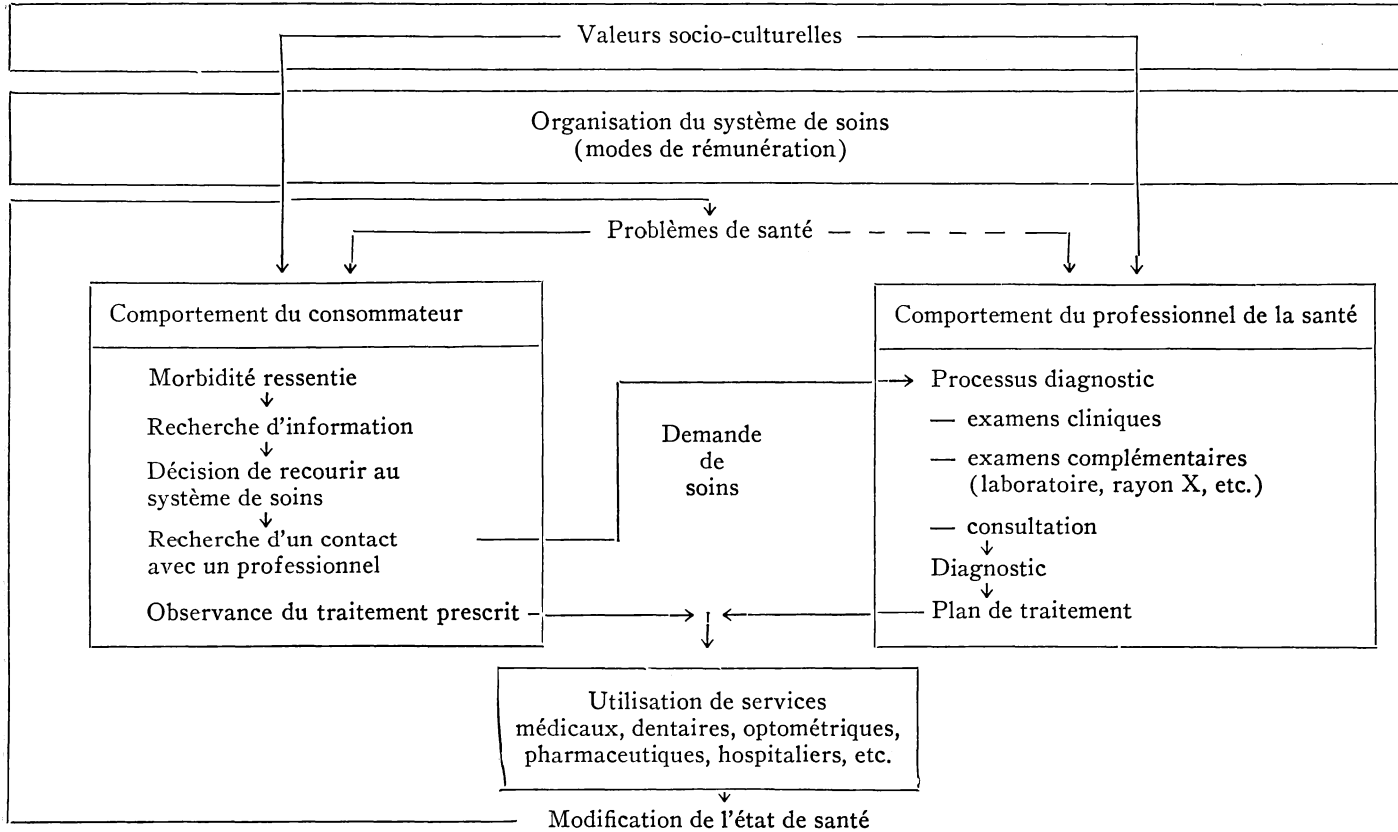 Valeurs socio-culturelles
Organisation du système de soins
(modes de rémunération)
Problèmes de santé
Comportement du consommateur
Morbidité ressentie
Recherche d'information
Décision de recourir au
système de soins
Recherche d'un contact
avec un professionnel
Observance du traitement prescrit
Demande
de
soins
Comportement du professionnel de la santé
Processus diagnostic
— examens cliniques
— examens complémentaires
(laboratoire, rayon X, etc.)
— consultation
Diagnostic
Plan de traitement
Utilisation de services
médicaux, dentaires, optométriques,
pharmaceutiques, hospitaliers, etc.
Modification de l'état de santé